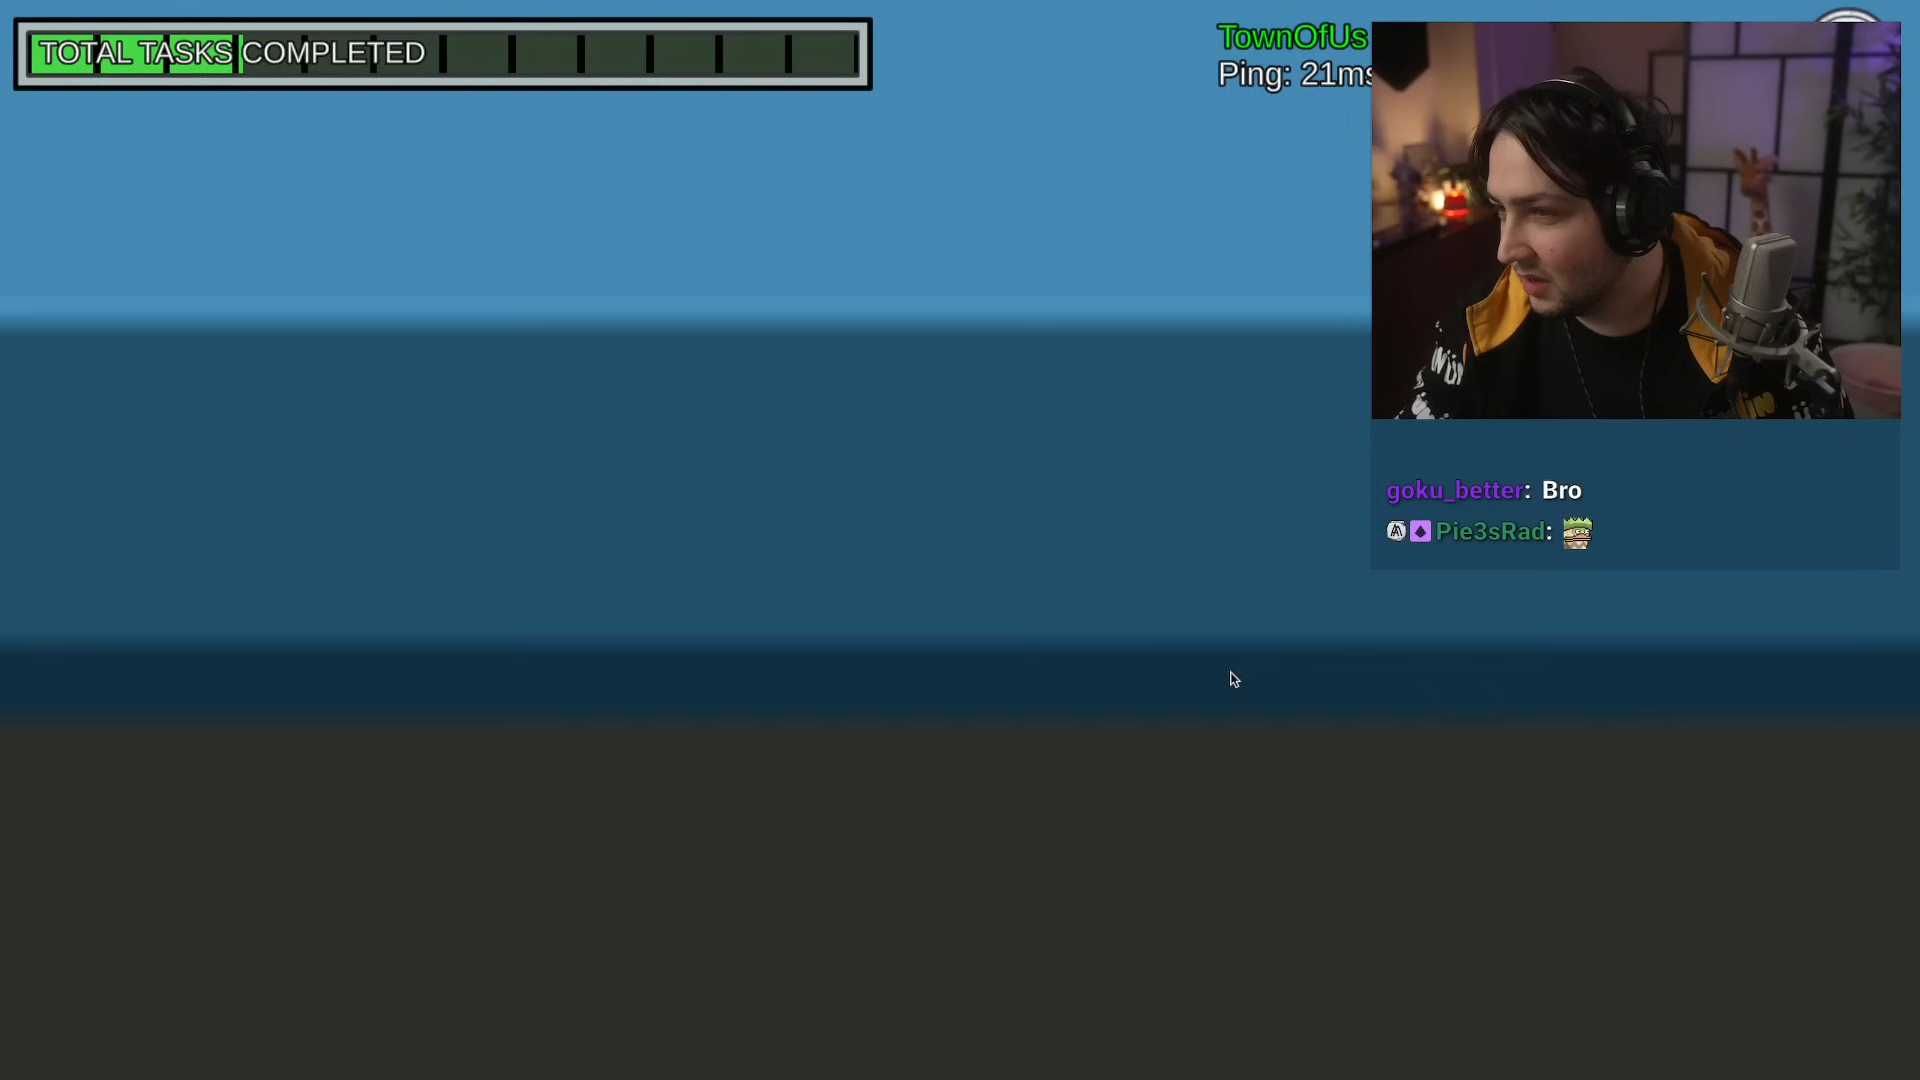 TOTAL TASKS COMPLETED
TownOfUs
Ping: 21ms
goku_better: Bro
Pie3sRad: